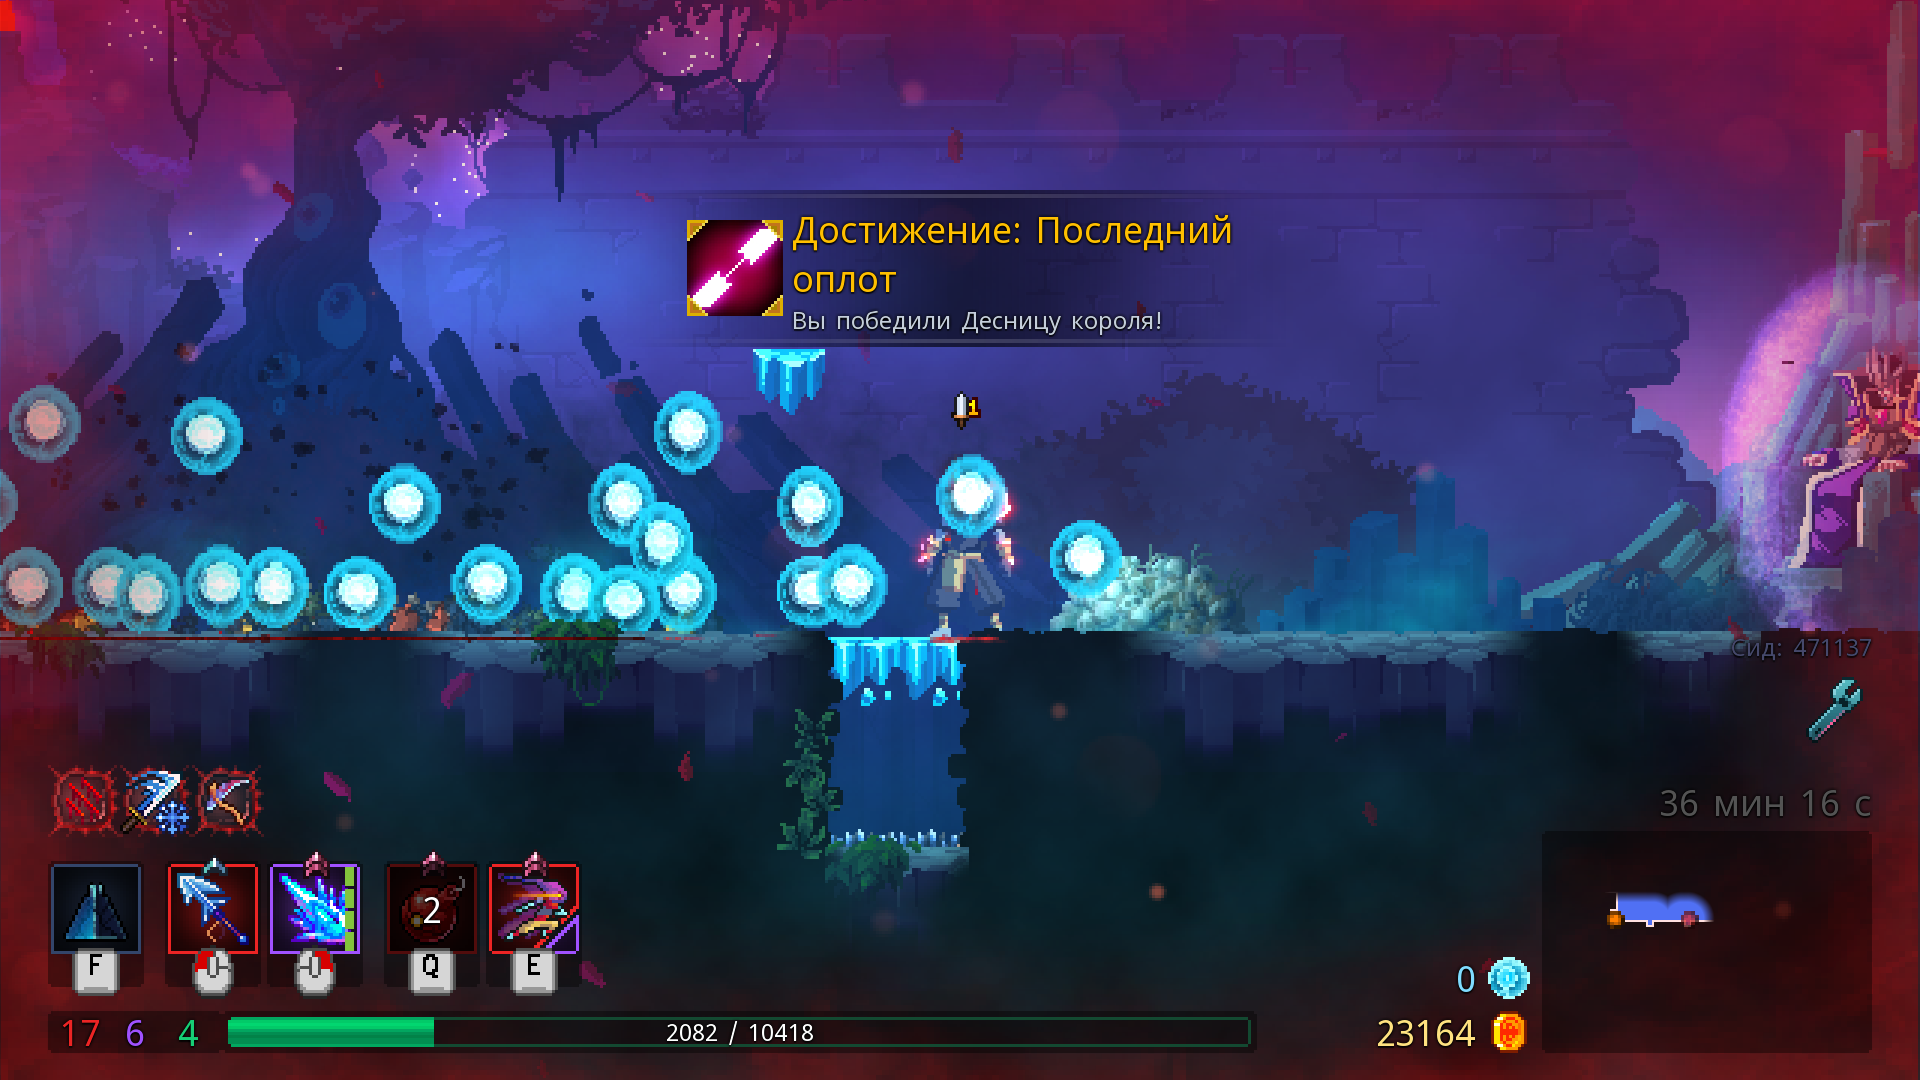 Достижение: Последний
оплот
Вы победили Десницу короля!
1
Сид: 471137
36 мин 16 с
2
F
Q
E
0
17 6 4
2082 / 10418
23164